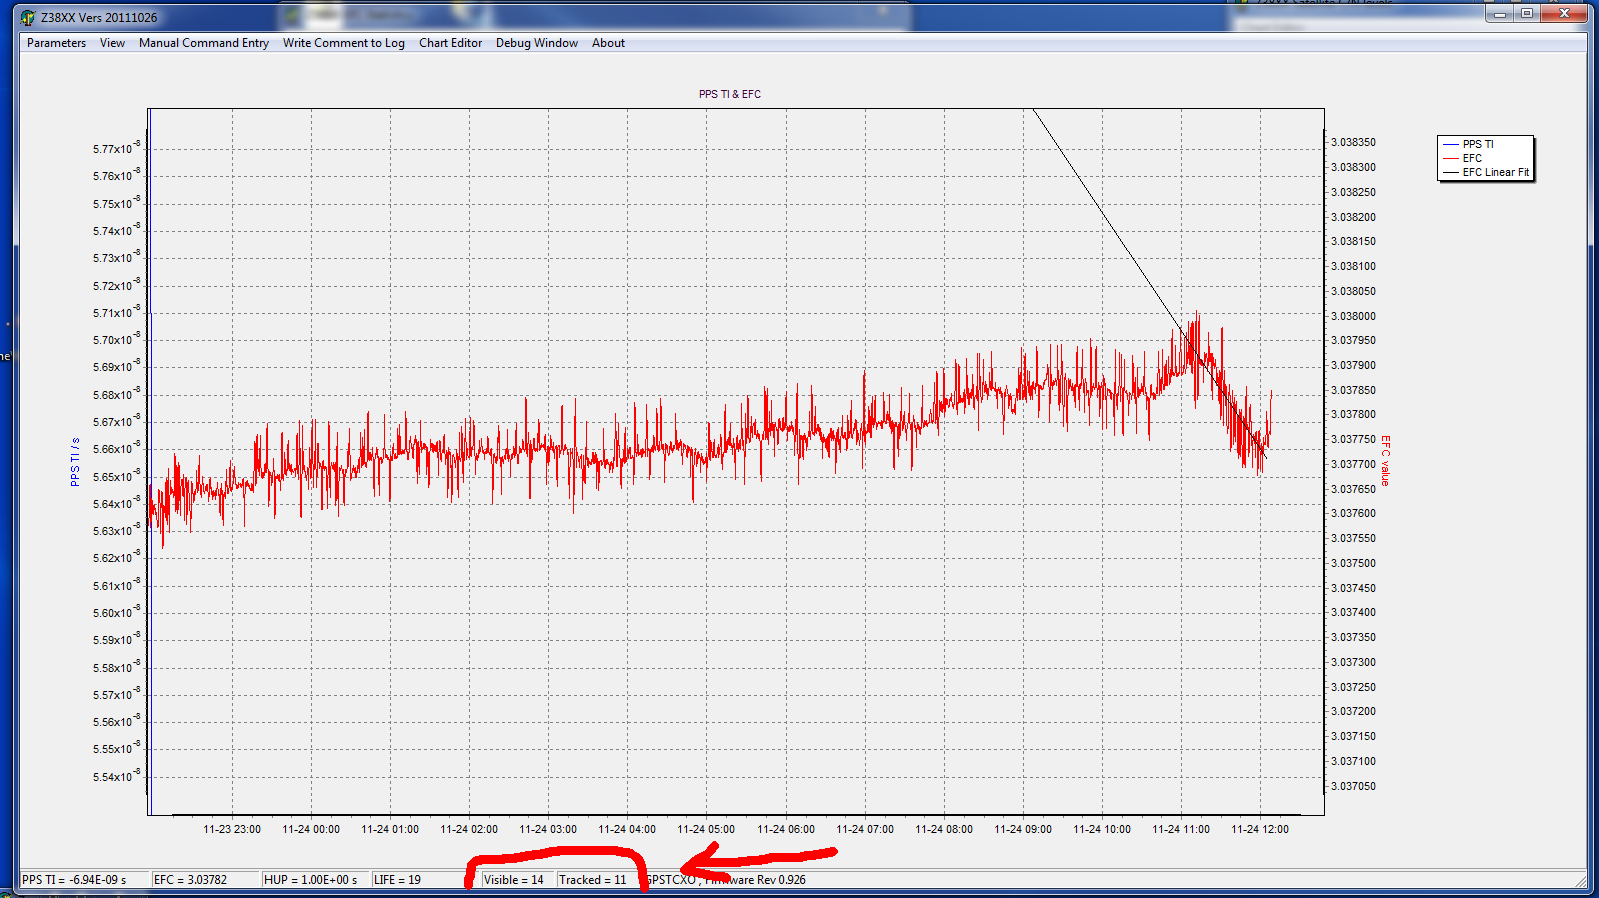 Z38XX Vers 20111026
Parameters View Manual Command Entry Write Comment to Log Chart Editor Debug Window About
PPS TI & EFC
PPS TI
EFC
EFC Linear Fit
5.77x10-8
5.76x10-8
5.75x10-8
5.74x10-8
5.73x10-8
5.72x10-8
5.71x10-8
5.70x10-8
5.69x10-8
5.68x10-8
5.67x10-8
5.66x10-8
5.65x10-8
5.64x10-8
5.63x10-8
5.62x10-8
5.61x10-8
5.60x10-8
5.59x10-8
5.58x10-8
5.57x10-8
5.56x10-8
5.55x10-8
5.54x10-8
PPS TI / s
3.038350
3.038300
3.038250
3.038200
3.038150
3.038100
3.038050
3.038000
3.037950
3.037900
3.037850
3.037800
3.037750
3.037700
3.037650
3.037600
3.037550
3.037500
3.037450
3.037400
3.037350
3.037300
3.037250
3.037200
3.037150
3.037100
3.037050
EFC value
11-23 23:00 11-24 00:00 11-24 01:00 11-24 02:00 11-24 03:00 11-24 04:00 11-24 05:00 11-24 06:00 11-24 07:00 11-24 08:00 11-24 09:00 11-24 10:00 11-24 11:00 11-24 12:00
PPS TI = -6.94E-09 s EFC = 3.03782 HUP = 1.00E+00 s LIFE = 19 Visible = 14 Tracked = 11 GPSTCXO , Firmware Rev 0.926